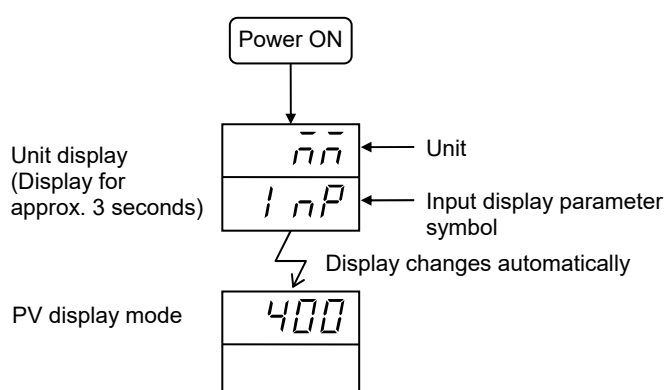 Power ON
Unit display
(Display for
approx. 3 seconds)
n̄n̄
Unit
InP
Input display parameter
symbol
Display changes automatically
PV display mode
400